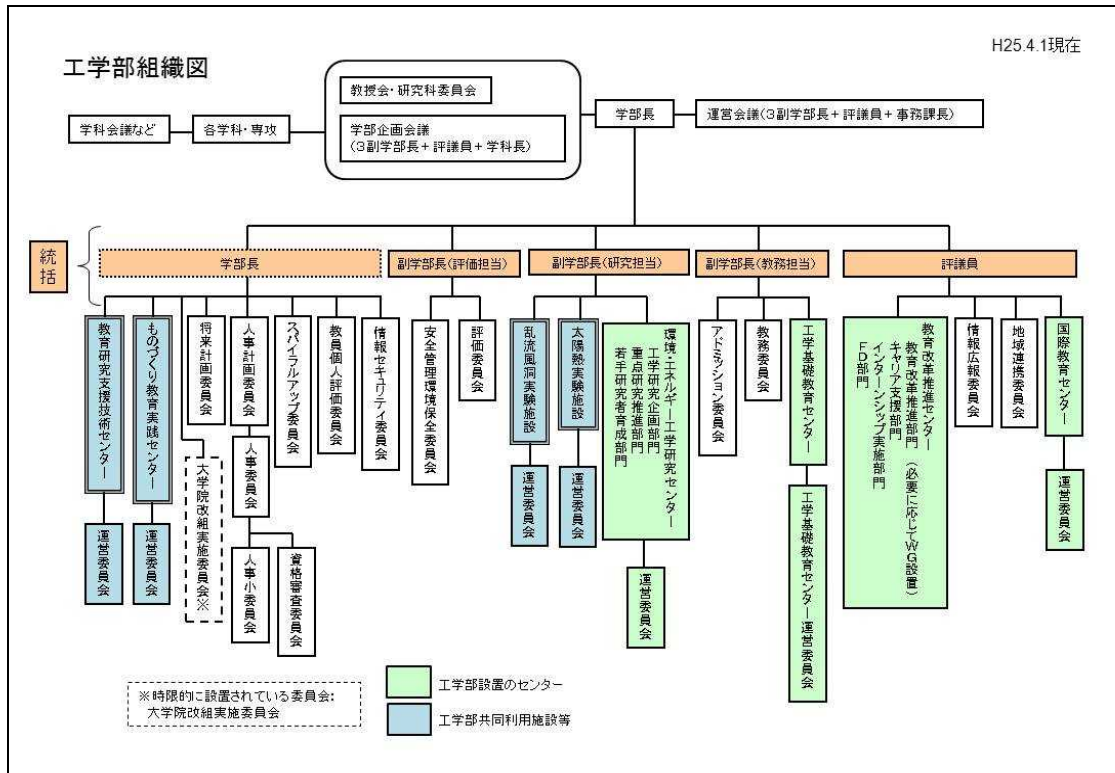 H25.4.1現在
工学部組織図
教授会・研究科委員会
学部企画会議
(3副学部長+評議員+学科長)
学科会議など
各学科・専攻
学部長
運営会議(3副学部長+評議員+事務課長)
統括
学部長
副学部長(評価担当)
副学部長(研究担当)
副学部長(教務担当)
評議員
教育研究支援技術センター
運営委員会
ものづくり教育実践センター
運営委員会
将来計画委員会
大学院改組実施委員会※
人事計画委員会
人事委員会
人事小委員会
資格審査委員会
スパイラルアップ委員会
教員個人評価委員会
情報セキュリティ委員会
安全管理環境保全委員会
評価委員会
乱流風洞実験施設
運営委員会
太陽熱実験施設
運営委員会
環境・エネルギー工学研究センター
工学研究企画部門
重点研究推進部門
若手研究者育成部門
運営委員会
アドミッション委員会
教務委員会
工学基礎教育センター
工学基礎教育センター運営委員会
教育改革推進センター
教育改革推進部門 (必要に応じてWG設置)
キャリア支援部門
インターンシップ実施部門
FD部門
情報広報委員会
地域連携委員会
国際教育センター
運営委員会
※時限的に設置されている委員会:
大学院改組実施委員会
工学部設置のセンター
工学部共同利用施設等